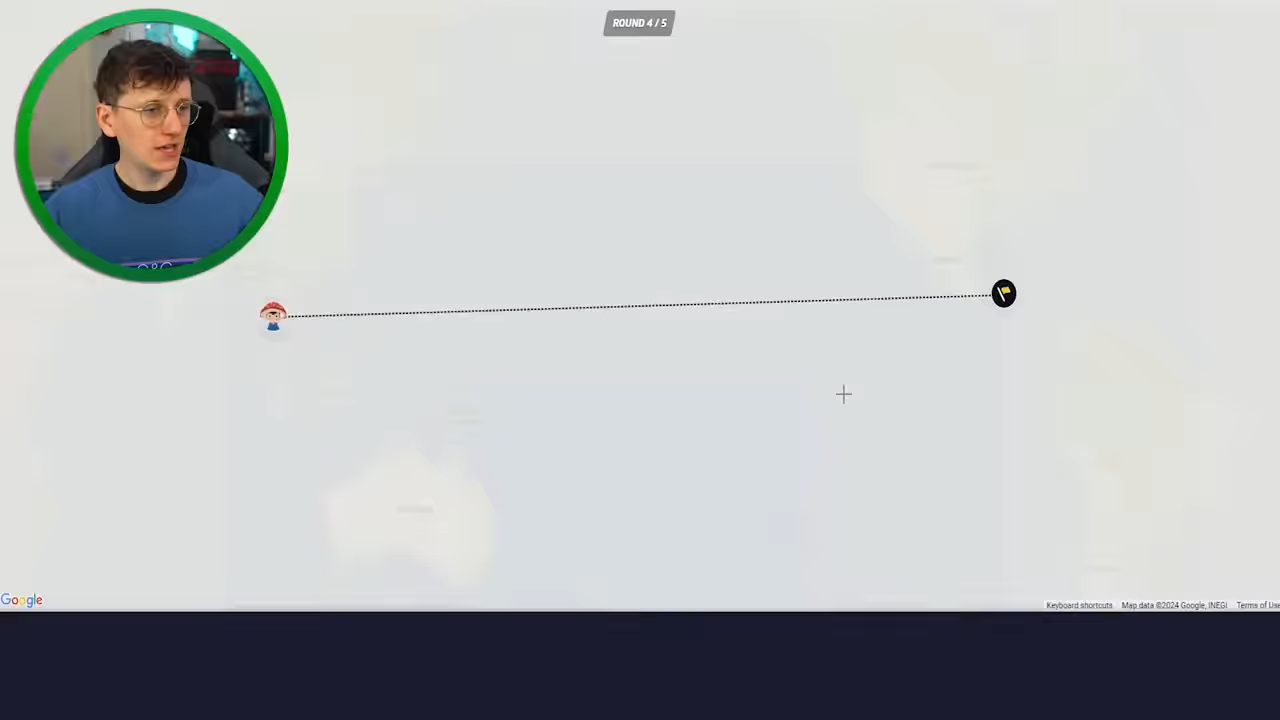 ROUND 4 / 5
Google
Keyboard shortcuts
Map data ©2024 Google, INEGI
Terms of Use